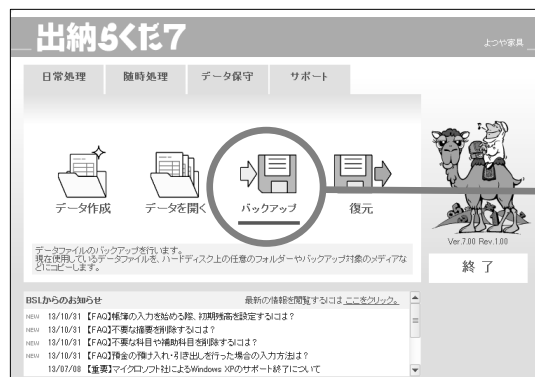 出納らくだ7
よつや家具
日常処理 随時処理 データ保守 サポート
データ作成 データを開く バックアップ 復元
Ver.7.00 Rev.1.00
終了
データファイルのバックアップを行います。
現在使用しているデータファイルを、ハードディスク上の任意のフォルダーやバックアップ対象のメディアな
どにコピーします。
BSLからのお知らせ 最新の情報を閲覧するには ここをクリック。
NEW 13/10/31 【FAQ】帳簿の入力を始める際、初期残高を設定するには？
NEW 13/10/31 【FAQ】不要な摘要を削除するには？
NEW 13/10/31 【FAQ】不要な科目や補助科目を削除するには？
NEW 13/10/31 【FAQ】預金の預け入れ・引き出しを行った場合の入力方法は？
13/07/08 【重要】マイクロソフト社によるWindows XPのサポート終了について